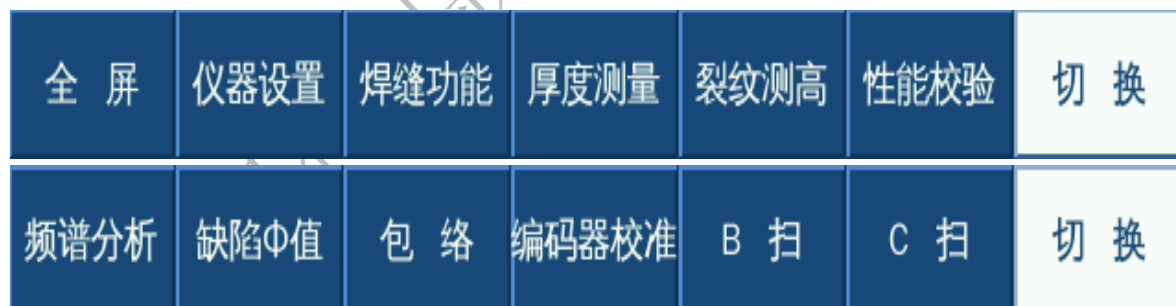 全 屏 仪器设置 焊缝功能 厚度测量 裂纹测高 性能校验 切 换
频谱分析 缺陷Φ值 包 络 编码器校准 B 扫 C 扫 切 换